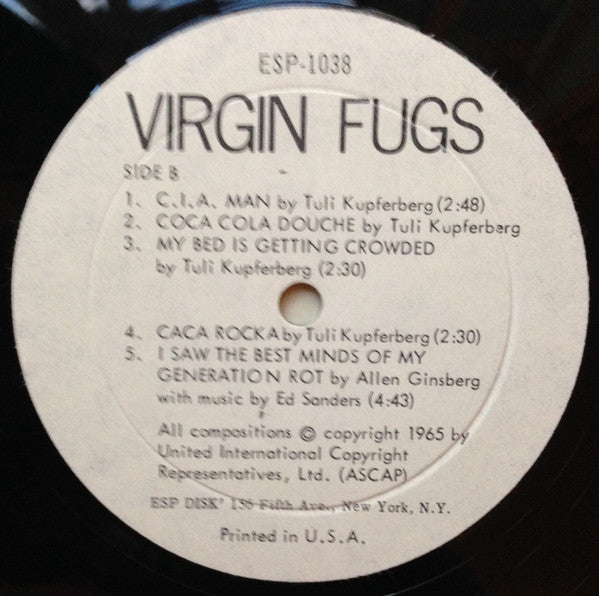 ESP-1038
VIRGIN FUGS
SIDE B
1. C.I.A. MAN by Tuli Kupferberg (2:48)
2. COCA COLA DOUCHE by Tuli Kupferberg
3. MY BED IS GETTING CROWDED
by Tuli Kupferberg (2:30)
4. CACA ROCKA by Tuli Kupferberg (2:30)
5. I SAW THE BEST MINDS OF MY
GENERATION ROT by Allen Ginsberg
with music by Ed Sanders (4:43)
All compositions © copyright 1965 by
United International Copyright
Representatives, Ltd. (ASCAP)
ESP DISK' 156 Fifth Ave., New York, N.Y.
Printed in U.S.A.